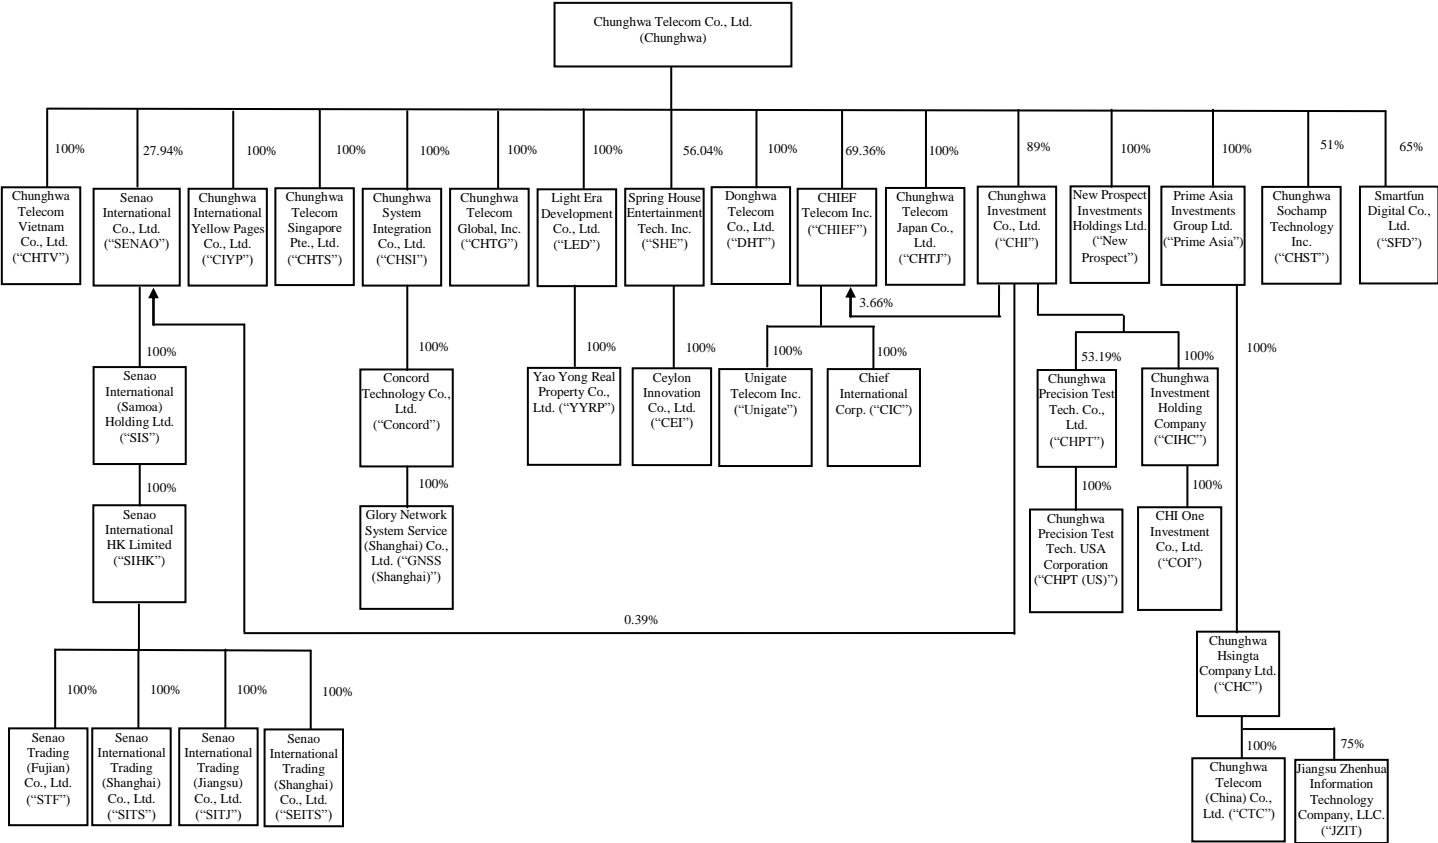 Chunghwa Telecom Co., Ltd.
(Chunghwa)
100%
27.94%
100%
100%
100%
100%
100%
56.04%
100%
69.36%
100%
89%
100%
100%
51%
65%
Chunghwa
Telecom
Vietnam
Co., Ltd.
(“CHTV”)
Senao
International
Co., Ltd.
(“SENAO”)
Chunghwa
International
Yellow Pages
Co., Ltd.
(“CIYP”)
Chunghwa
Telecom
Singapore
Pte., Ltd.
(“CHTS”)
Chunghwa
System
Integration
Co., Ltd.
(“CHSI”)
Chunghwa
Telecom
Global, Inc.
(“CHTG”)
Light Era
Development
Co., Ltd.
(“LED”)
Spring House
Entertainment
Tech. Inc.
(“SHE”)
Donghwa
Telecom
Co., Ltd.
(“DHT”)
CHIEF
Telecom Inc.
(“CHIEF”)
Chunghwa
Telecom
Japan Co.,
Ltd.
(“CHTJ”)
Chunghwa
Investment
Co., Ltd.
(“CHI”)
New Prospect
Investments
Holdings Ltd.
(“New
Prospect”)
Prime Asia
Investments
Group Ltd.
(“Prime Asia”)
Chunghwa
Sochamp
Technology
Inc.
(“CHST”)
Smartfun
Digital Co.,
Ltd.
(“SFD”)
3.66%
100%
100%
100%
100%
100%
100%
53.19%
100%
100%
Senao
International
(Samoa)
Holding Ltd.
(“SIS”)
Concord
Technology Co.,
Ltd.
(“Concord”)
Yao Yong Real
Property Co.,
Ltd. (“YYRP”)
Ceylon
Innovation
Co., Ltd.
(“CEI”)
Unigate
Telecom Inc.
(“Unigate”)
Chief
International
Corp. (“CIC”)
Chunghwa
Precision Test
Tech. Co.,
Ltd.
(“CHPT”)
Chunghwa
Investment
Holding
Company
(“CIHC”)
100%
100%
100%
100%
Senao
International
HK Limited
(“SIHK”)
Glory Network
System Service
(Shanghai) Co.,
Ltd. (“GNSS
(Shanghai)”)
Chunghwa
Precision Test
Tech. USA
Corporation
(“CHPT (US)”)
CHI One
Investment
Co., Ltd.
(“COI”)
0.39%
Chunghwa
Hsingta
Company Ltd.
(“CHC”)
100%
100%
100%
100%
100%
75%
Senao
Trading
(Fujian)
Co., Ltd.
(“STF”)
Senao
International
Trading
(Shanghai)
Co., Ltd.
(“SITS”)
Senao
International
Trading
(Jiangsu)
Co., Ltd.
(“SITJ”)
Senao
International
Trading
(Shanghai)
Co., Ltd.
(“SEITS”)
Chunghwa
Telecom
(China) Co.,
Ltd. (“CTC”)
Jiangsu Zhenhua
Information
Technology
Company, LLC.
(“JZIT